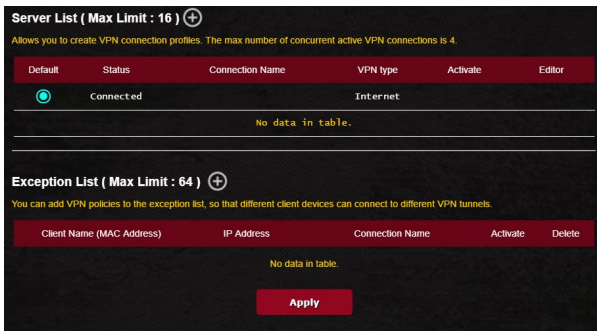 Server List ( Max Limit : 16 )
Allows you to create VPN connection profiles. The max number of concurrent active VPN connections is 4.
Default Status Connection Name VPN type Activate Editor
Connected Internet
No data in table.
Exception List ( Max Limit : 64 )
You can add VPN policies to the exception list, so that different client devices can connect to different VPN tunnels.
Client Name (MAC Address) IP Address Connection Name Activate Delete
No data in table.
Apply